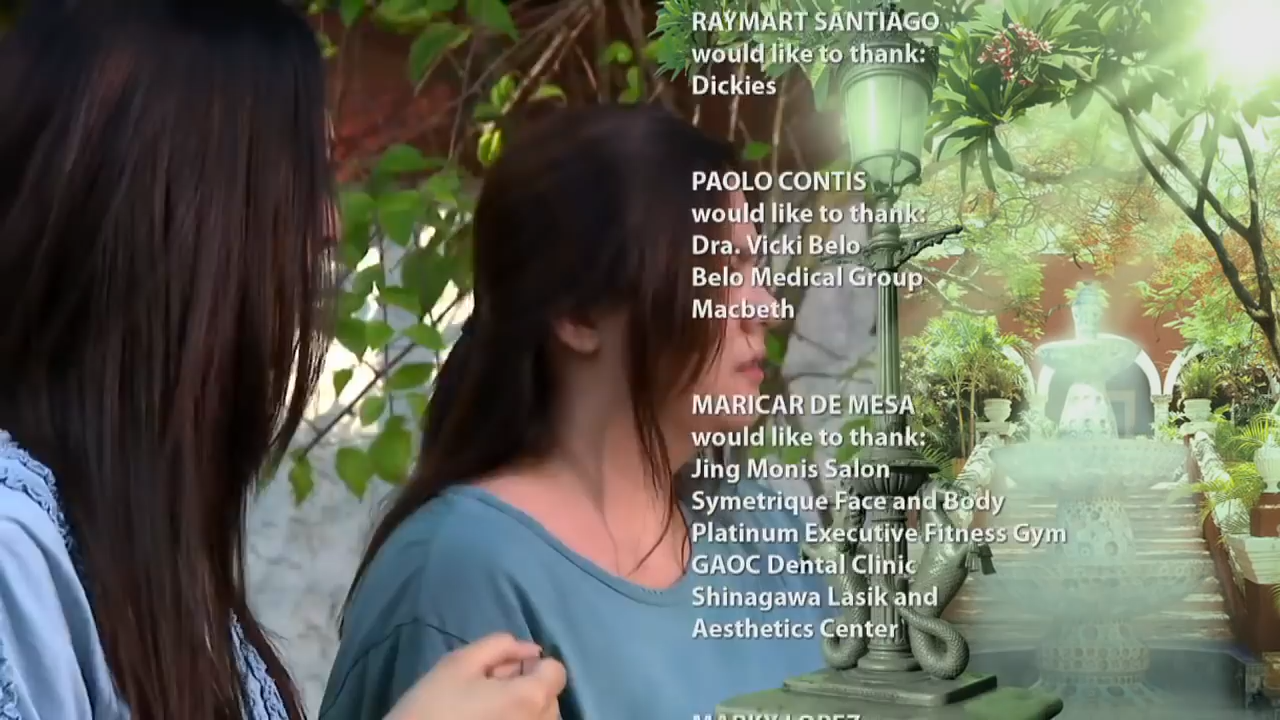 RAYMART SANTIAGO
would like to thank:
Dickies
PAOLO CONTIS
would like to thank:
Dra. Vicki Belo
Belo Medical Group
Macbeth
MARICAR DE MESA
would like to thank:
Jing Monis Salon
Symetrique Face and Body
Platinum Executive Fitness Gym
GAOC Dental Clinic
Shinagawa Lasik and
Aesthetics Center
MARKY LOPEZ